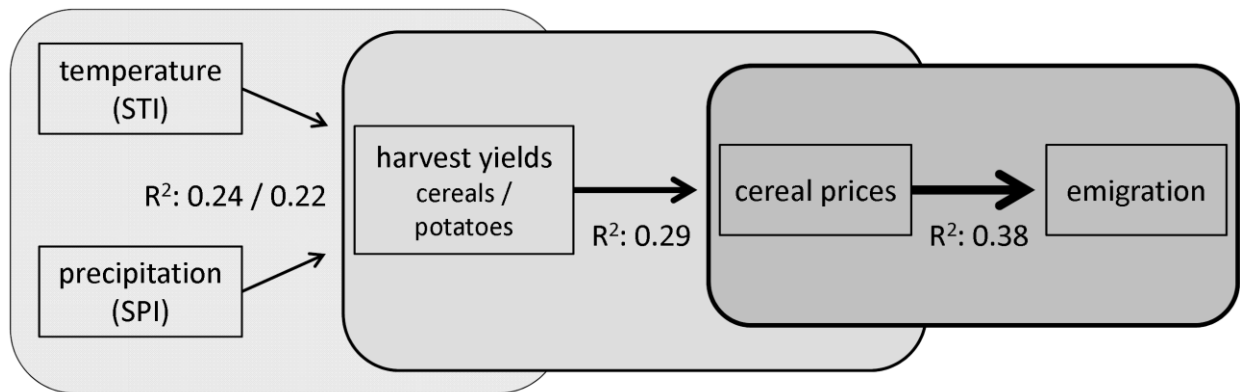 temperature
(STI)
R²: 0.24 / 0.22
precipitation
(SPI)
harvest yields
cereals /
potatoes
R²: 0.29
cereal prices
R²: 0.38
emigration